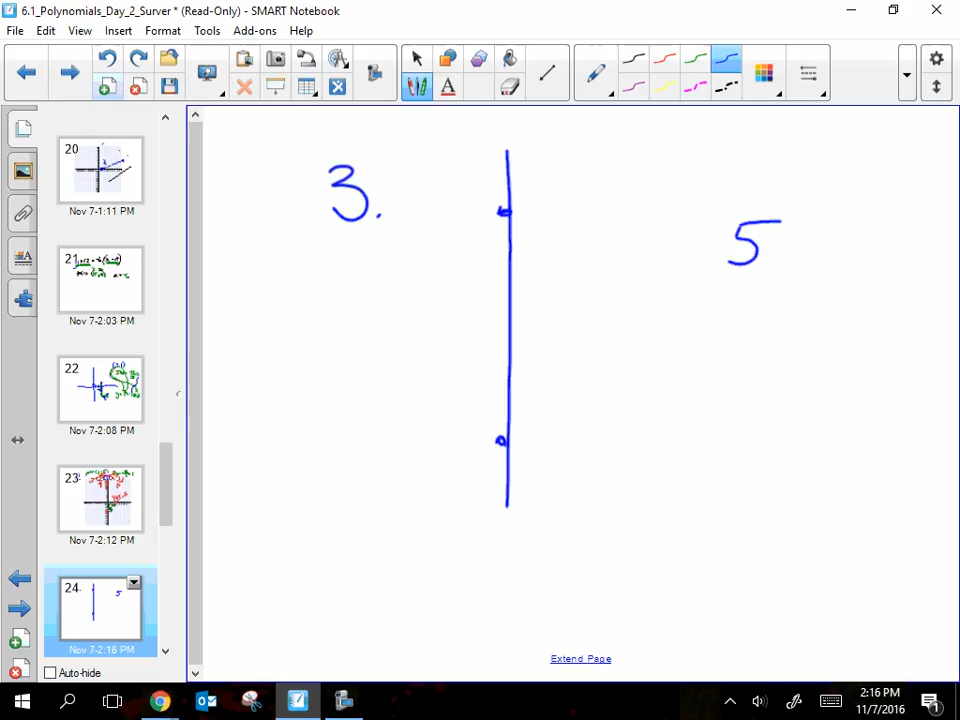 6.1_Polynomials_Day_2_Surver * (Read-Only) - SMART Notebook
File Edit View Insert Format Tools Add-ons Help
20
Nov 7-1:11 PM
21
Nov 7-2:03 PM
22
Nov 7-2:08 PM
23
Nov 7-2:12 PM
24
Nov 7-2:16 PM
Auto-hide
3.
5
Extend Page
2:16 PM
11/7/2016
1